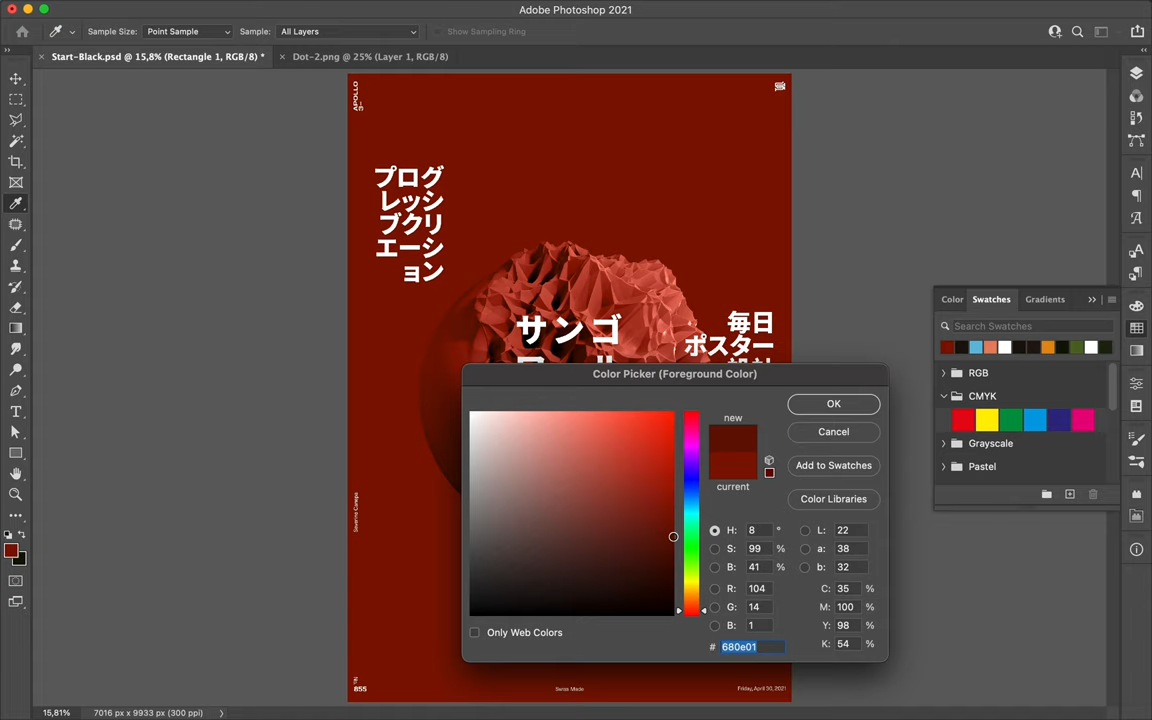 Adobe Photoshop 2021
Sample Size: Point Sample Sample: All Layers Show Sampling Ring
Start-Black.psd @ 15,8% (Rectangle 1, RGB/8) * Dot-2.png @ 25% (Layer 1, RGB/8)
APOLLO
プログ
レッシ
ブクリ
エーシ
ョン
サンゴ
毎日
ポスター
Color Swatches Gradients
Search Swatches
RGB
CMYK
Grayscale
Pastel
Color Picker (Foreground Color)
new
current
OK
Cancel
Add to Swatches
Color Libraries
H: 8 °
S: 99 %
B: 41 %
R: 104
G: 14
B: 1
# 680e01
L: 22
a: 38
b: 32
C: 35 %
M: 100 %
Y: 98 %
K: 54 %
Only Web Colors
855
Swiss Made
Friday, April 30, 2021
15,81% 7016 px x 9933 px (300 ppi)